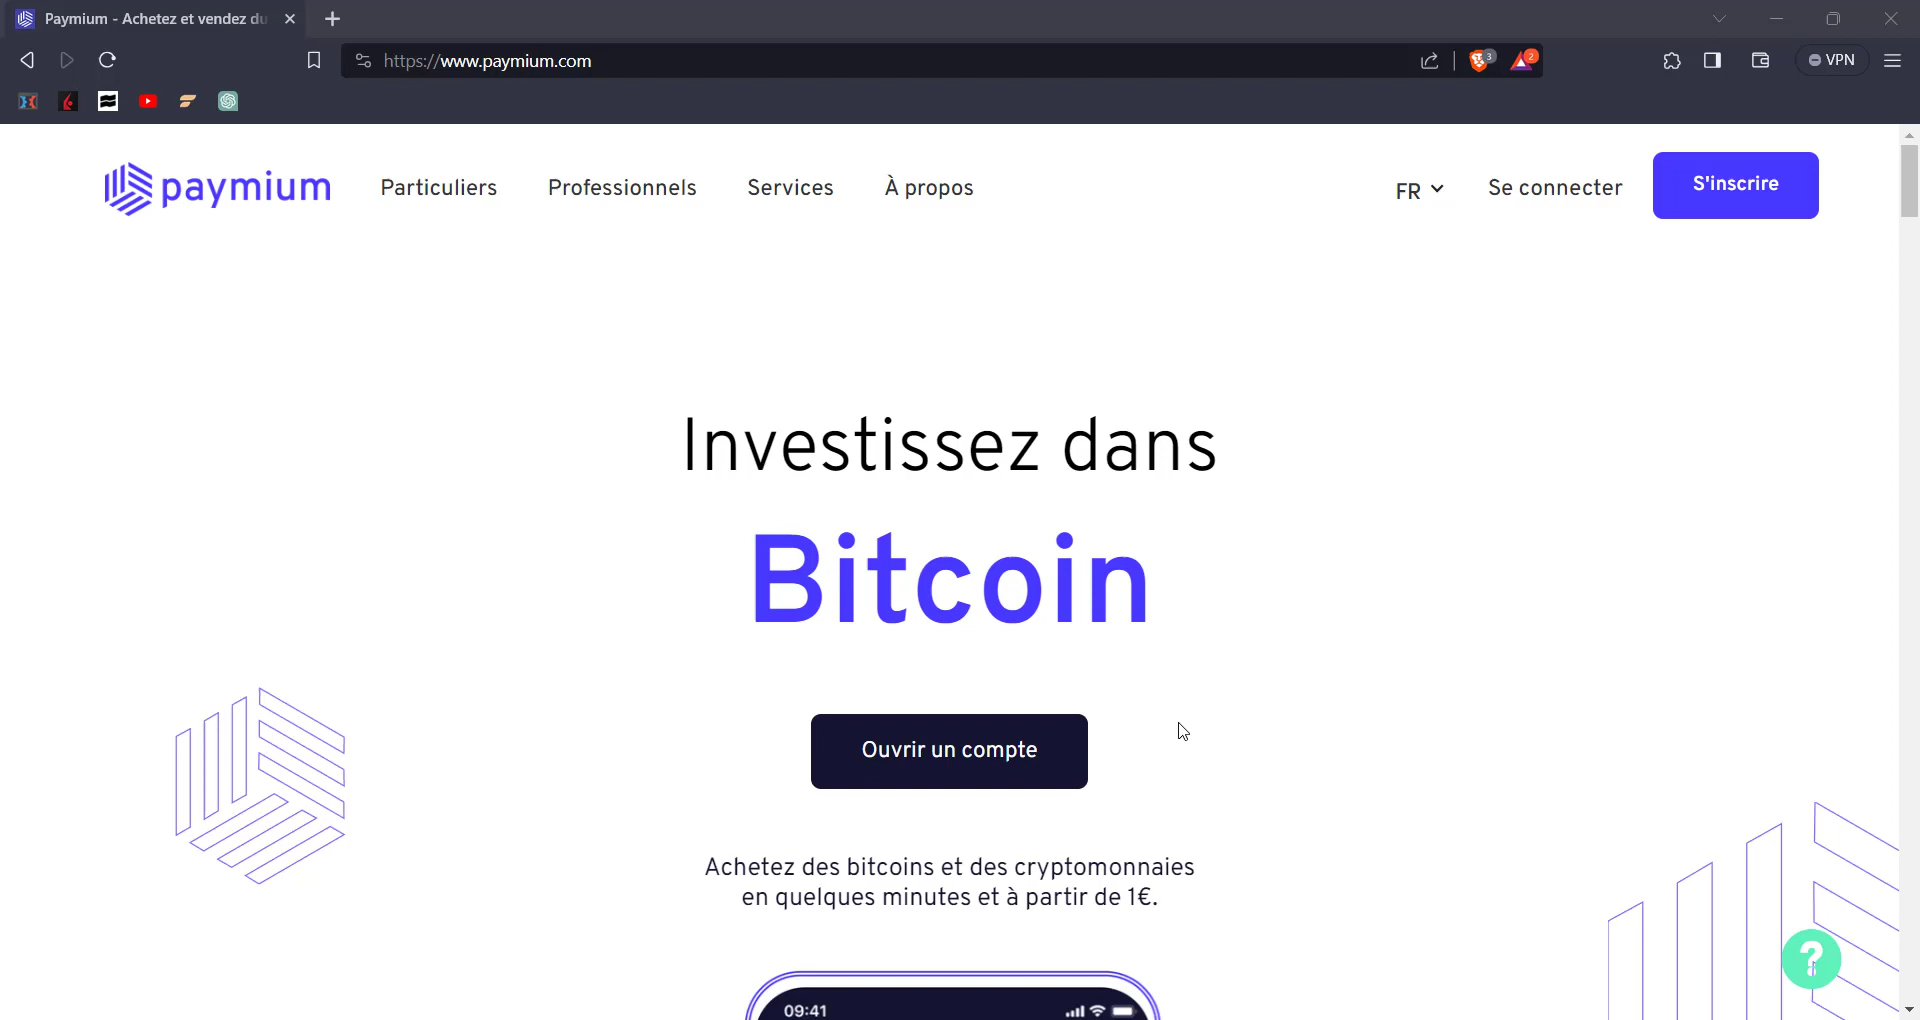 Paymium - Achetez et vendez du
https://www.paymium.com
3
2
VPN
paymium
Particuliers
Professionnels
Services
À propos
FR
Se connecter
S'inscrire
Investissez dans
Bitcoin
Ouvrir un compte
Achetez des bitcoins et des cryptomonnaies
en quelques minutes et à partir de 1€.
?
09:41